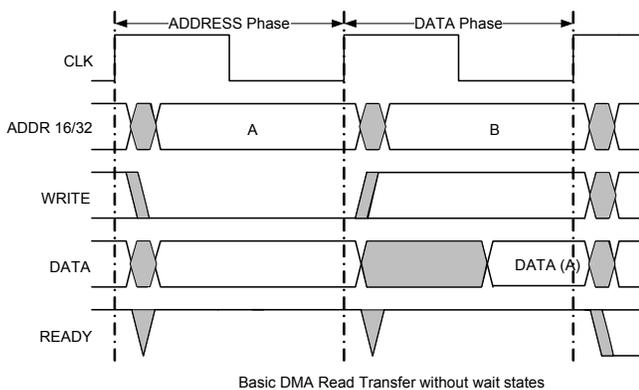 ADDRESS Phase DATA Phase
CLK
ADDR 16/32 A B
WRITE
DATA DATA (A)
READY
Basic DMA Read Transfer without wait states